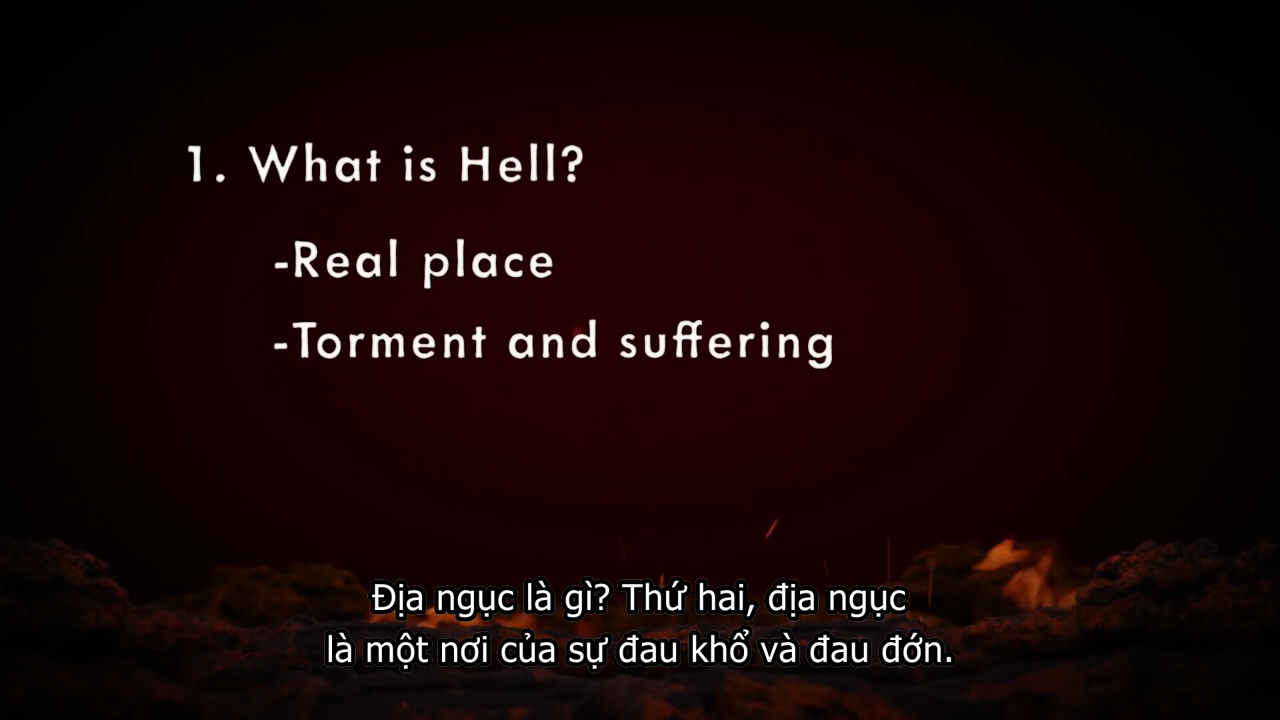 1. What is Hell?
-Real place
-Torment and suffering
Địa ngục là gì? Thứ hai, địa ngục
là một nơi của sự đau khổ và đau đớn.